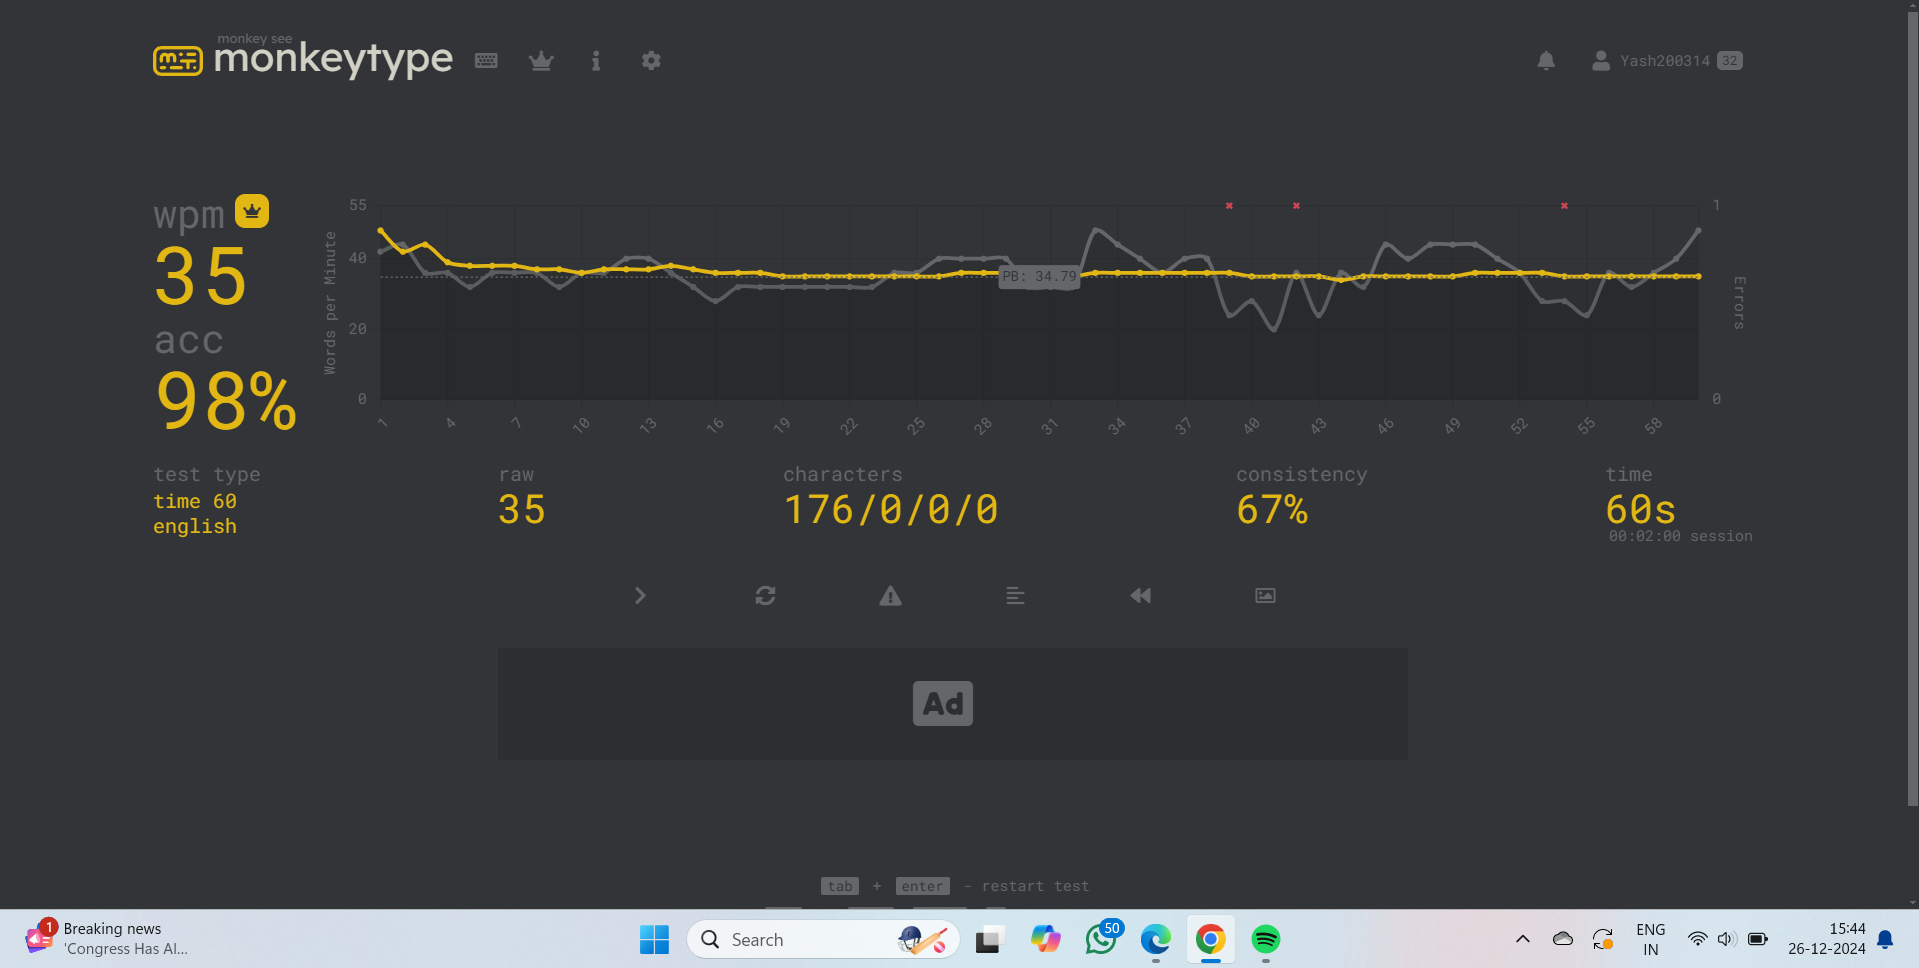 monkey see
monkeytype
Yash200314 32
wpm
35
acc
98%
Words per Minute
55
40
20
0
PB: 34.79
1
0
Errors
1 4 7 10 13 16 19 22 25 28 31 34 37 40 43 46 49 52 55 58
test type
time 60
english
raw
35
characters
176/0/0/0
consistency
67%
time
60s
00:02:00 session
Ad
tab + enter - restart test
1
Breaking news
'Congress Has Al...
Search
50
ENG
IN
15:44
26-12-2024